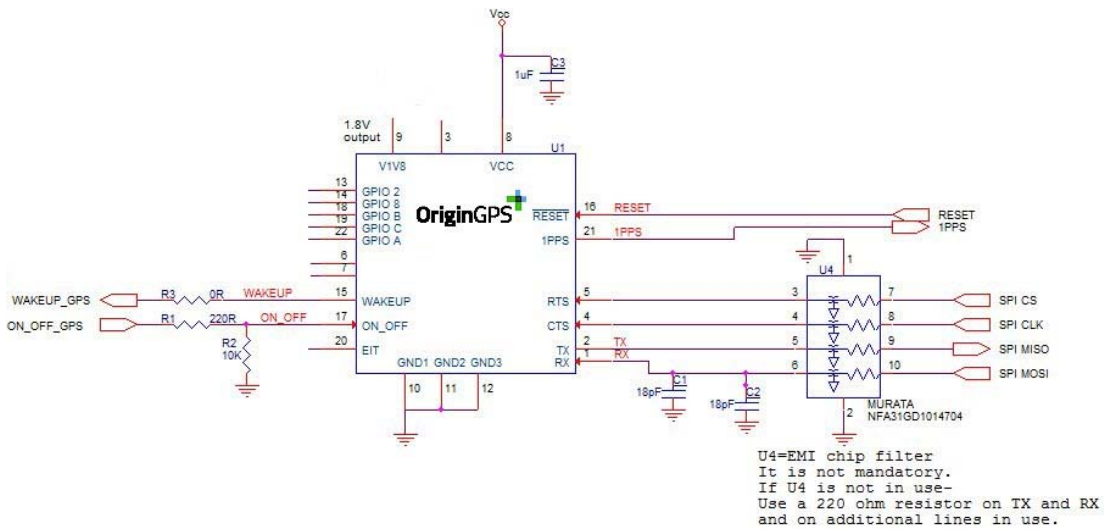 Vcc
C3
1uF
1.8V
output
9
3
8
U1
V1V8
VCC
13
GPIO 2
14
GPIO 8
18
GPIO B
19
GPIO C
22
GPIO A
OriginGPS
RESET
16
RESET
RESET
1PPS
21
1PPS
1PPS
6
7
1
U4
WAKEUP_GPS
R3
0R
WAKEUP
15
WAKEUP
RTS
5
3
7
SPI CS
ON_OFF_GPS
R1
220R
ON_OFF
17
ON_OFF
CTS
4
4
8
SPI CLK
R2
10K
20
EIT
TX
2
TX
5
9
SPI MISO
RX
1
RX
6
10
SPI MOSI
GND1
GND2
GND3
10
11
12
C1
18pF
C2
18pF
2
MURATA
NFA31GD1014704
U4=EMI chip filter
It is not mandatory.
If U4 is not in use-
Use a 220 ohm resistor on TX and RX
and on additional lines in use.